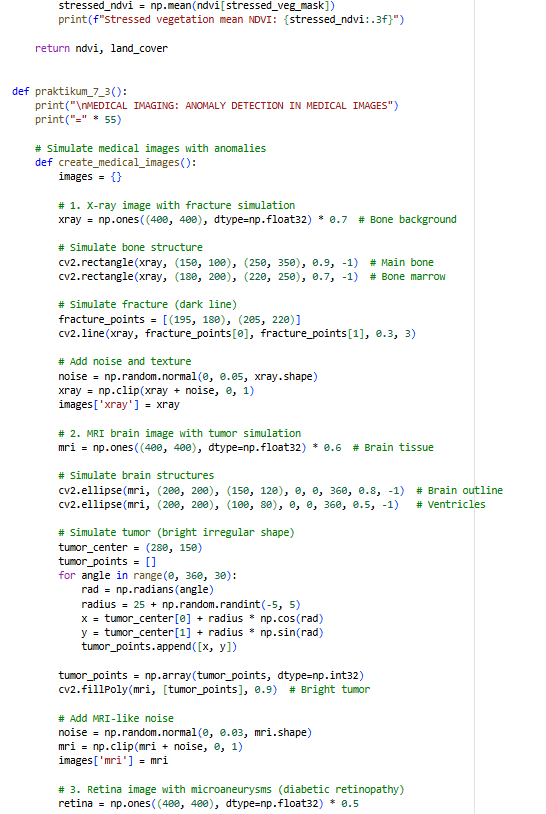 stressed_ndvi = np.mean(ndvi[stressed_veg_mask])
        print(f"Stressed vegetation mean NDVI: {stressed_ndvi:.3f}")

    return ndvi, land_cover


def praktikum_7_3():
    print("\nMEDICAL IMAGING: ANOMALY DETECTION IN MEDICAL IMAGES")
    print("=" * 55)

    # Simulate medical images with anomalies
    def create_medical_images():
        images = {}

        # 1. X-ray image with fracture simulation
        xray = np.ones((400, 400), dtype=np.float32) * 0.7  # Bone background

        # Simulate bone structure
        cv2.rectangle(xray, (150, 100), (250, 350), 0.9, -1)  # Main bone
        cv2.rectangle(xray, (180, 200), (220, 250), 0.7, -1)  # Bone marrow

        # Simulate fracture (dark line)
        fracture_points = [(195, 180), (205, 220)]
        cv2.line(xray, fracture_points[0], fracture_points[1], 0.3, 3)

        # Add noise and texture
        noise = np.random.normal(0, 0.05, xray.shape)
        xray = np.clip(xray + noise, 0, 1)
        images['xray'] = xray

        # 2. MRI brain image with tumor simulation
        mri = np.ones((400, 400), dtype=np.float32) * 0.6  # Brain tissue

        # Simulate brain structures
        cv2.ellipse(mri, (200, 200), (150, 120), 0, 0, 360, 0.8, -1)  # Brain outline
        cv2.ellipse(mri, (200, 200), (100, 80), 0, 0, 360, 0.5, -1)   # Ventricles

        # Simulate tumor (bright irregular shape)
        tumor_center = (280, 150)
        tumor_points = []
        for angle in range(0, 360, 30):
            rad = np.radians(angle)
            radius = 25 + np.random.randint(-5, 5)
            x = tumor_center[0] + radius * np.cos(rad)
            y = tumor_center[1] + radius * np.sin(rad)
            tumor_points.append([x, y])

        tumor_points = np.array(tumor_points, dtype=np.int32)
        cv2.fillPoly(mri, [tumor_points], 0.9)  # Bright tumor

        # Add MRI-like noise
        noise = np.random.normal(0, 0.03, mri.shape)
        mri = np.clip(mri + noise, 0, 1)
        images['mri'] = mri

        # 3. Retina image with microaneurysms (diabetic retinopathy)
        retina = np.ones((400, 400), dtype=np.float32) * 0.5